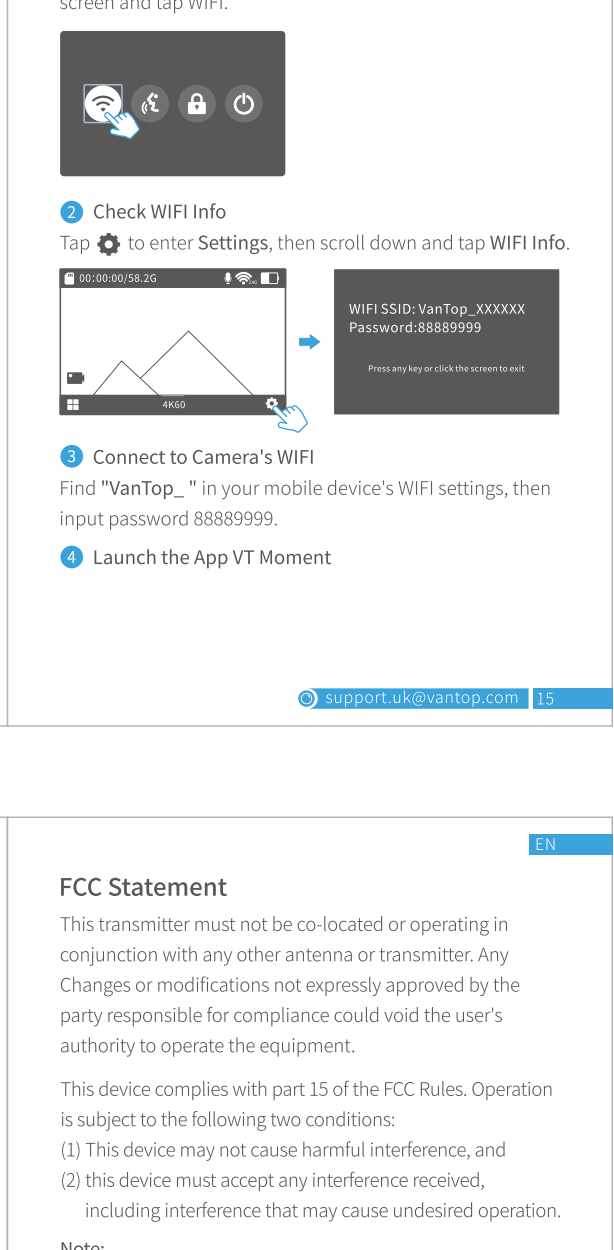 screen and tap WIFI.
2 Check WIFI Info
Tap to enter Settings, then scroll down and tap WIFI Info.
00:00:00/58.2G
4K60
WIFI SSID: VanTop_XXXXXX
Password:88889999
Press any key or click the screen to exit
3 Connect to Camera's WIFI
Find "VanTop_ " in your mobile device's WIFI settings, then
input password 88889999.
4 Launch the App VT Moment
support.uk@vantop.com 15
EN
FCC Statement
This transmitter must not be co-located or operating in
conjunction with any other antenna or transmitter. Any
Changes or modifications not expressly approved by the
party responsible for compliance could void the user's
authority to operate the equipment.
This device complies with part 15 of the FCC Rules. Operation
is subject to the following two conditions:
(1) This device may not cause harmful interference, and
(2) this device must accept any interference received,
including interference that may cause undesired operation.
Note: